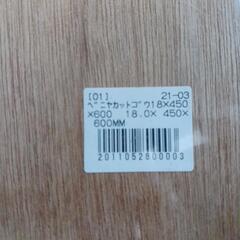 [01] 21-03
ﾍﾞﾆﾔｶｯﾄｺﾞｳ18×450
×600 18.0× 450×
600MM
2011052800003